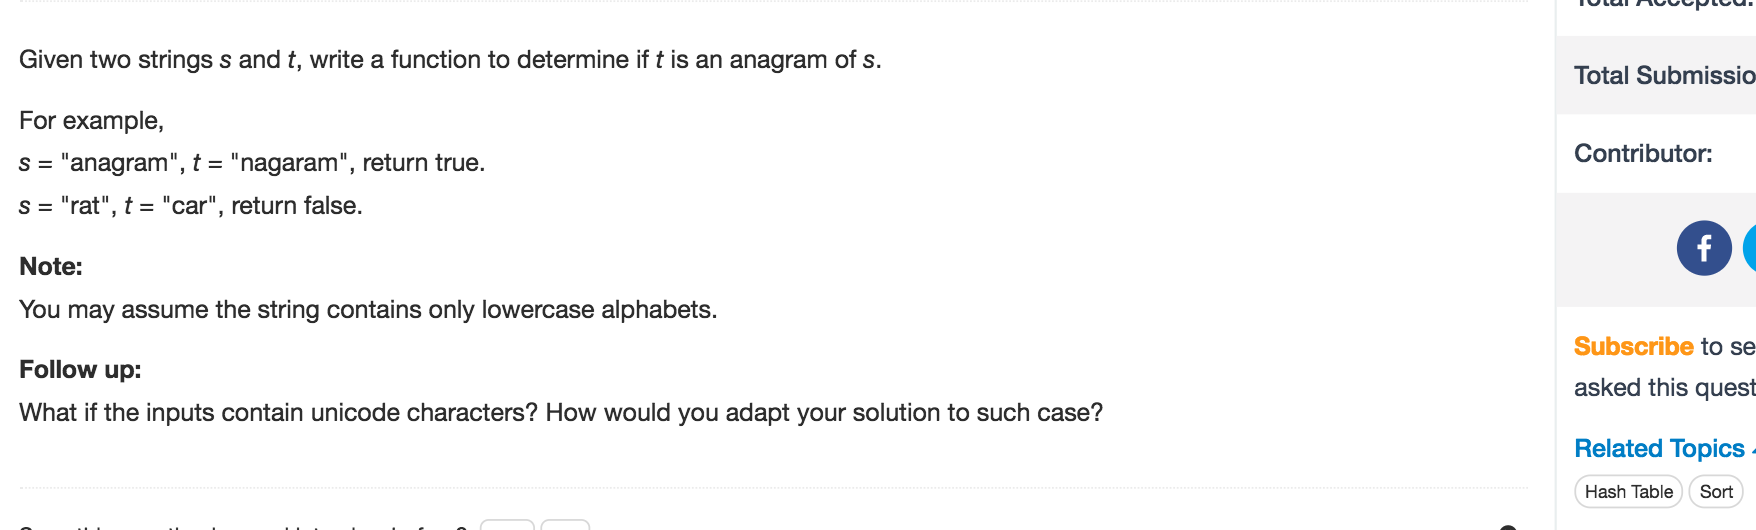 Given two strings s and t, write a function to determine if t is an anagram of s.
For example,
s = "anagram", t = "nagaram", return true.
s = "rat", t = "car", return false.
Note:
You may assume the string contains only lowercase alphabets.
Follow up:
What if the inputs contain unicode characters? How would you adapt your solution to such case?
Total Accepted:
Total Submissio
Contributor:
f
Subscribe to se
asked this quest
Related Topics
Hash Table Sort